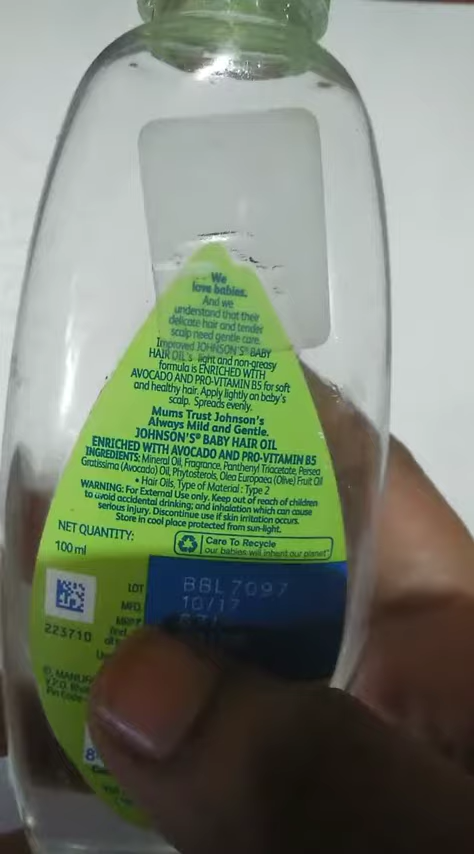 We
love babies.
And we
understand that their
delicate hair and tender
scalp need gentle care.
Improved JOHNSON'S® BABY
HAIR OIL's light and non-greasy
formula is ENRICHED WITH
AVOCADO AND PRO-VITAMIN B5 for soft
and healthy hair. Apply lightly on baby's
scalp. Spreads evenly.
Mums Trust Johnson's
Always Mild and Gentle.
JOHNSON'S® BABY HAIR OIL
ENRICHED WITH AVOCADO AND PRO-VITAMIN B5
INGREDIENTS: Mineral Oil, Fragrance, Panthenyl Triacetate, Persea
Gratissima (Avocado) Oil, Phytosterols, Olea Europaea (Olive) Fruit Oil
• Hair Oils, Type of Material : Type 2
WARNING: For External Use only. Keep out of reach of children
to avoid accidental drinking; and inhalation which can cause
serious injury. Discontinue use if skin irritation occurs.
Store in cool place protected from sun-light.
NET QUANTITY:
100 ml
Care To Recycle
our babies will inherit our planet
LOT BBL7097
MFD. 10/17
223710
V.P.O.
Pin Code
8